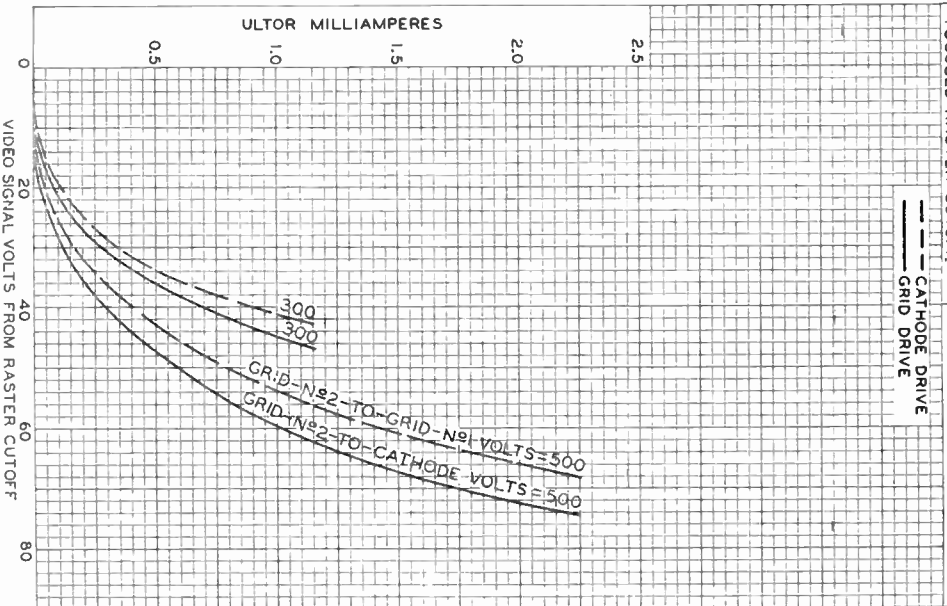 ULTOR MILLIAMPERES
0.5
1.0
1.5
2.0
2.5
0
20
40
60
80
VIDEO SIGNAL VOLTS FROM RASTER CUTOFF
CATHODE DRIVE
GRID DRIVE
300
300
GRID-Nº2-TO-GRID-Nº1 VOLTS=500
GRID-Nº2-TO-CATHODE VOLTS=500